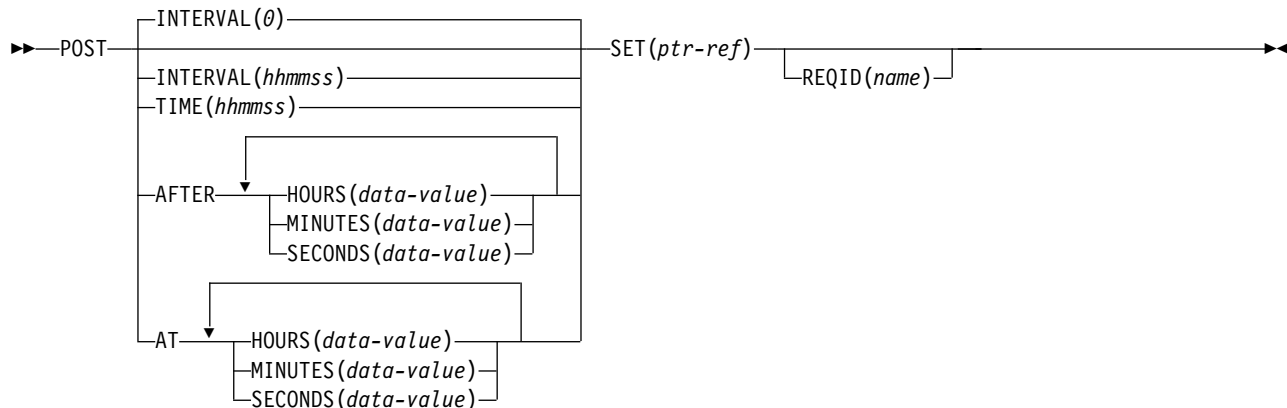 INTERVAL(0)
POST SET(ptr-ref)
INTERVAL(hhmmss) REQID(name)
TIME(hhmmss)
AFTER HOURS(data-value)
MINUTES(data-value)
SECONDS(data-value)
AT HOURS(data-value)
MINUTES(data-value)
SECONDS(data-value)